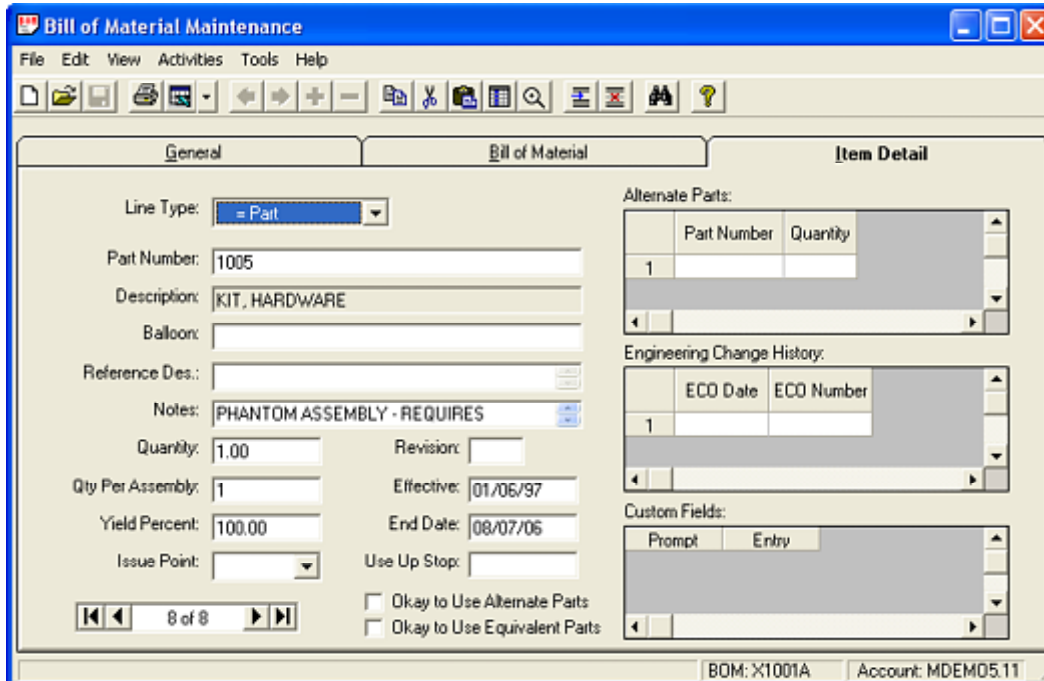 Bill of Material Maintenance
File Edit View Activities Tools Help
General Bill of Material Item Detail
Line Type: = Part
Part Number: 1005
Description: KIT, HARDWARE
Balloon:
Reference Des.:
Notes: PHANTOM ASSEMBLY - REQUIRES
Quantity: 1.00 Revision:
Qty Per Assembly: 1 Effective: 01/06/97
Yield Percent: 100.00 End Date: 08/07/06
Issue Point: Use Up Stop:
8 of 8
Okay to Use Alternate Parts
Okay to Use Equivalent Parts
Alternate Parts:
Part Number Quantity
1
Engineering Change History:
ECO Date ECO Number
1
Custom Fields:
Prompt Entry
BOM: X1001A Account: MDEMO5.11